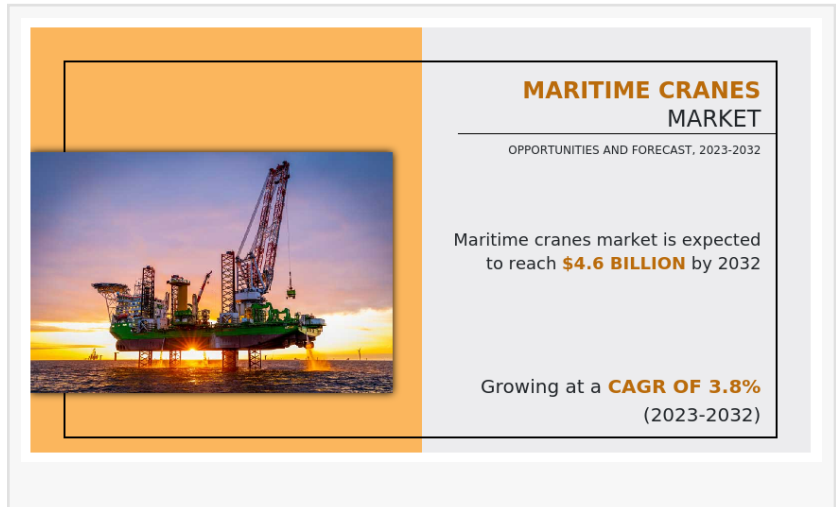 MARITIME CRANES
MARKET
OPPORTUNITIES AND FORECAST, 2023-2032
Maritime cranes market is expected
to reach $4.6 BILLION by 2032
Growing at a CAGR OF 3.8%
(2023-2032)